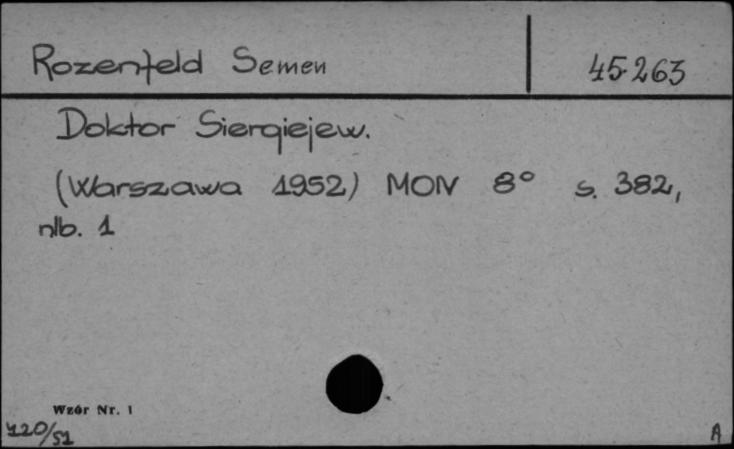 Rozenfeld Semen 45263
Doktor Siergiejew.
(Warszawa 1952) MON 8° s. 382,
nlb. 1
Wzór Nr. 1
420/51
A